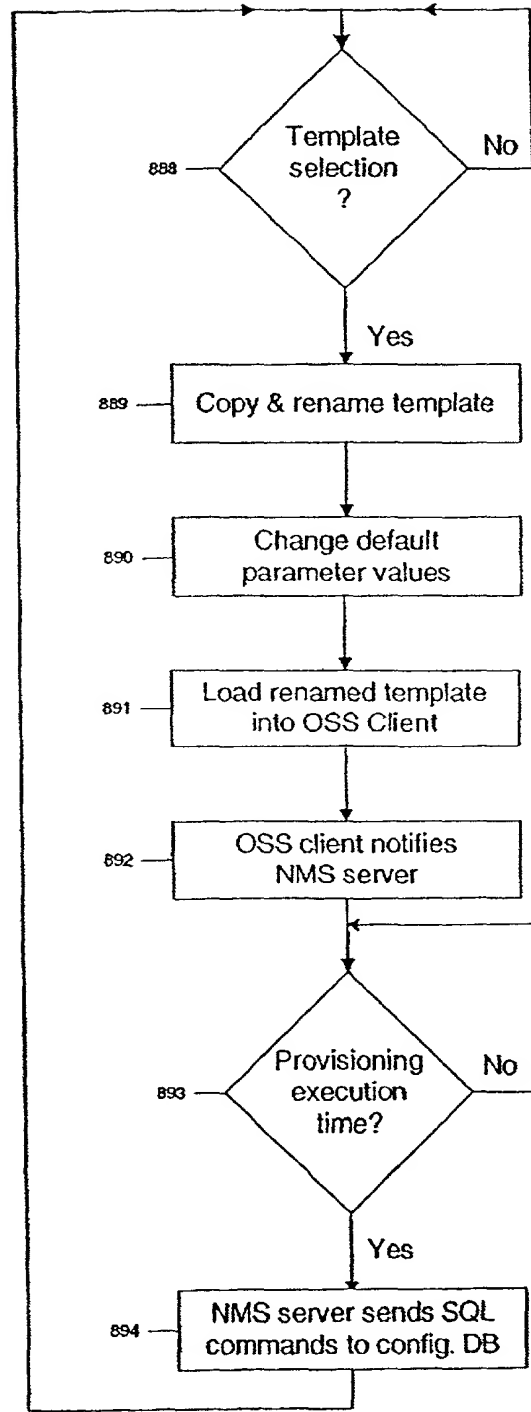 Template
selection
?
888
No
Yes
889
Copy & rename template
890
Change default
parameter values
891
Load renamed template
into OSS Client
892
OSS client notifies
NMS server
893
Provisioning
execution
time?
No
Yes
894
NMS server sends SQL
commands to config. DB